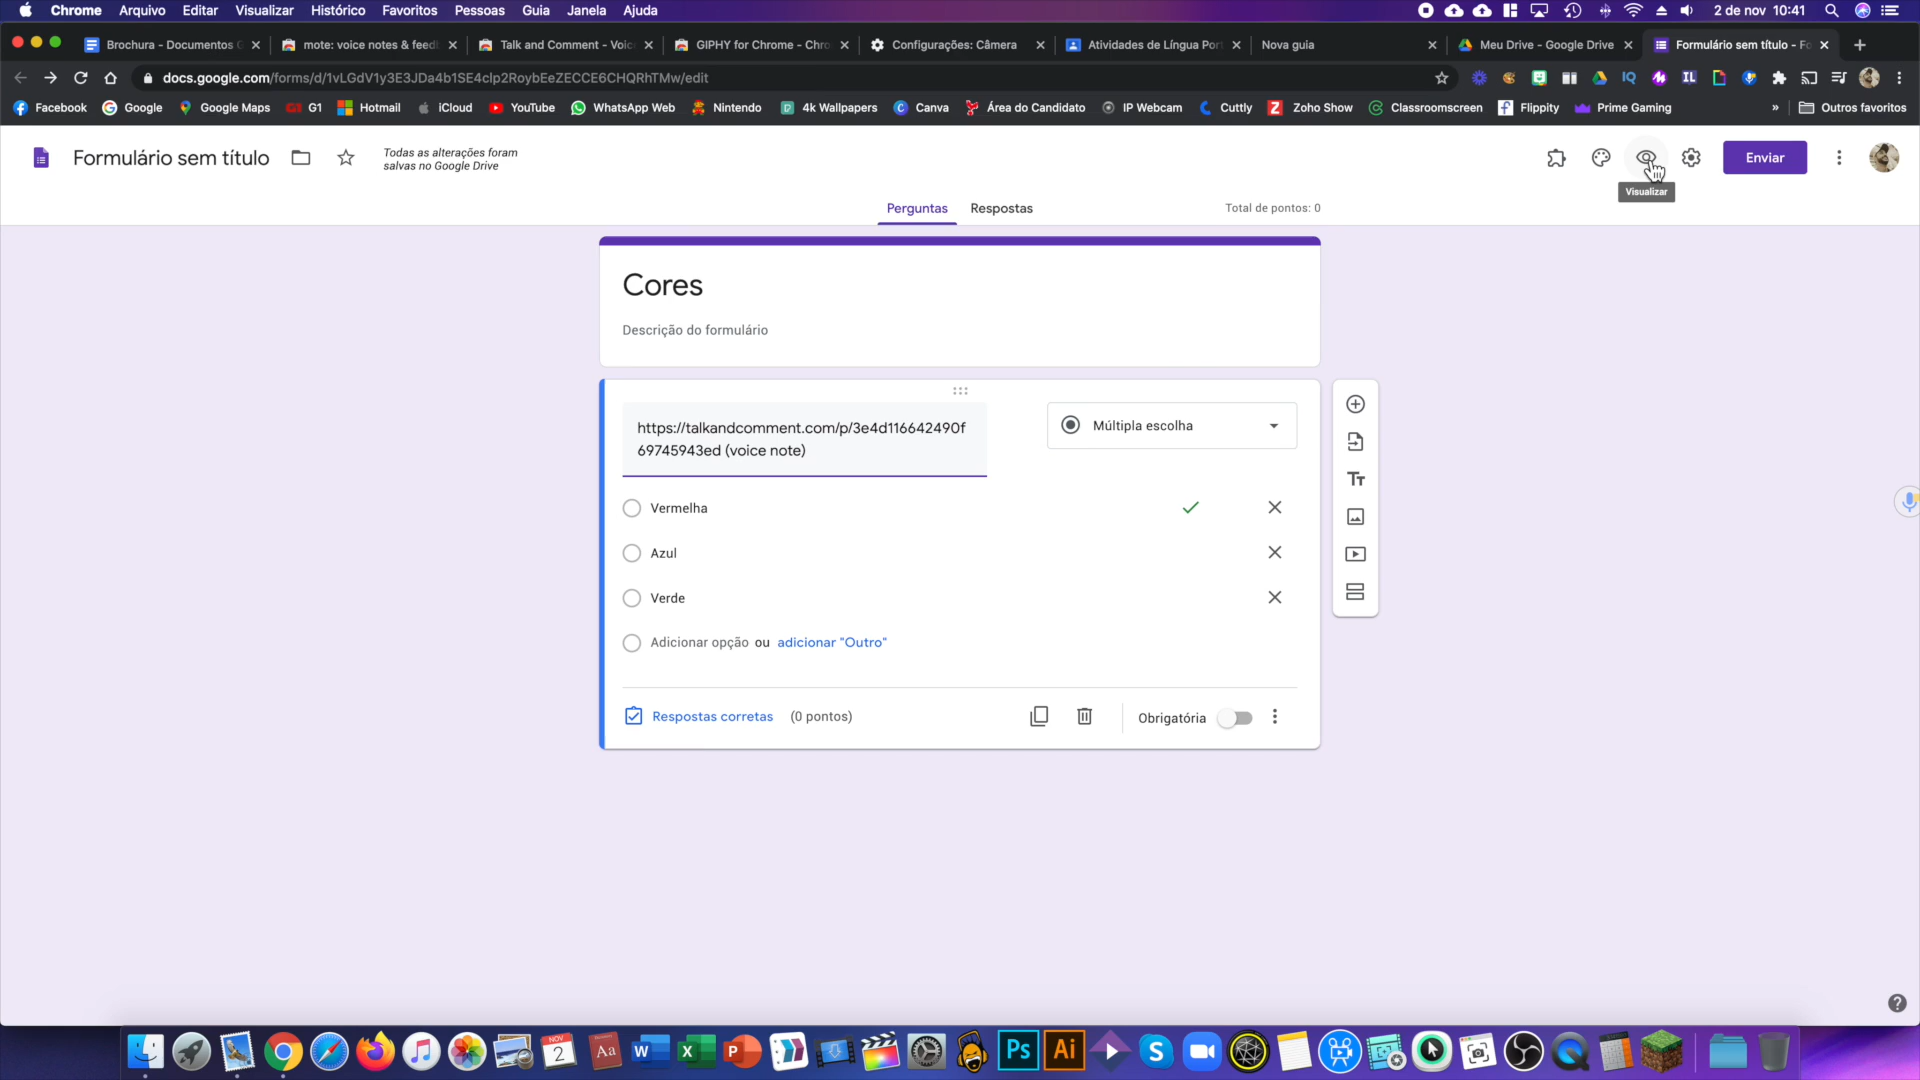 Chrome Arquivo Editar Visualizar Histórico Favoritos Pessoas Guia Janela Ajuda 2 de nov 10:41
Brochura - Documentos G mote: voice notes & feedb Talk and Comment - Voice GIPHY for Chrome - Chro Configurações: Câmera Atividades de Língua Port Nova guia Meu Drive - Google Drive Formulário sem título - Fo
docs.google.com/forms/d/1vLGdV1y3E3JDa4b1SE4clp2RoybEeZECCE6CHQRhTMw/edit
Facebook Google Google Maps G1 Hotmail iCloud YouTube WhatsApp Web Nintendo 4k Wallpapers Canva Área do Candidato IP Webcam Cuttly Zoho Show Classroomscreen Flippity Prime Gaming » Outros favoritos
Formulário sem título
Todas as alterações foram
salvas no Google Drive
Enviar
Visualizar
Perguntas Respostas Total de pontos: 0
Cores
Descrição do formulário
https://talkandcomment.com/p/3e4d116642490f
69745943ed (voice note)
Múltipla escolha
Vermelha
Azul
Verde
Adicionar opção ou adicionar "Outro"
Respostas corretas (0 pontos)
Obrigatória